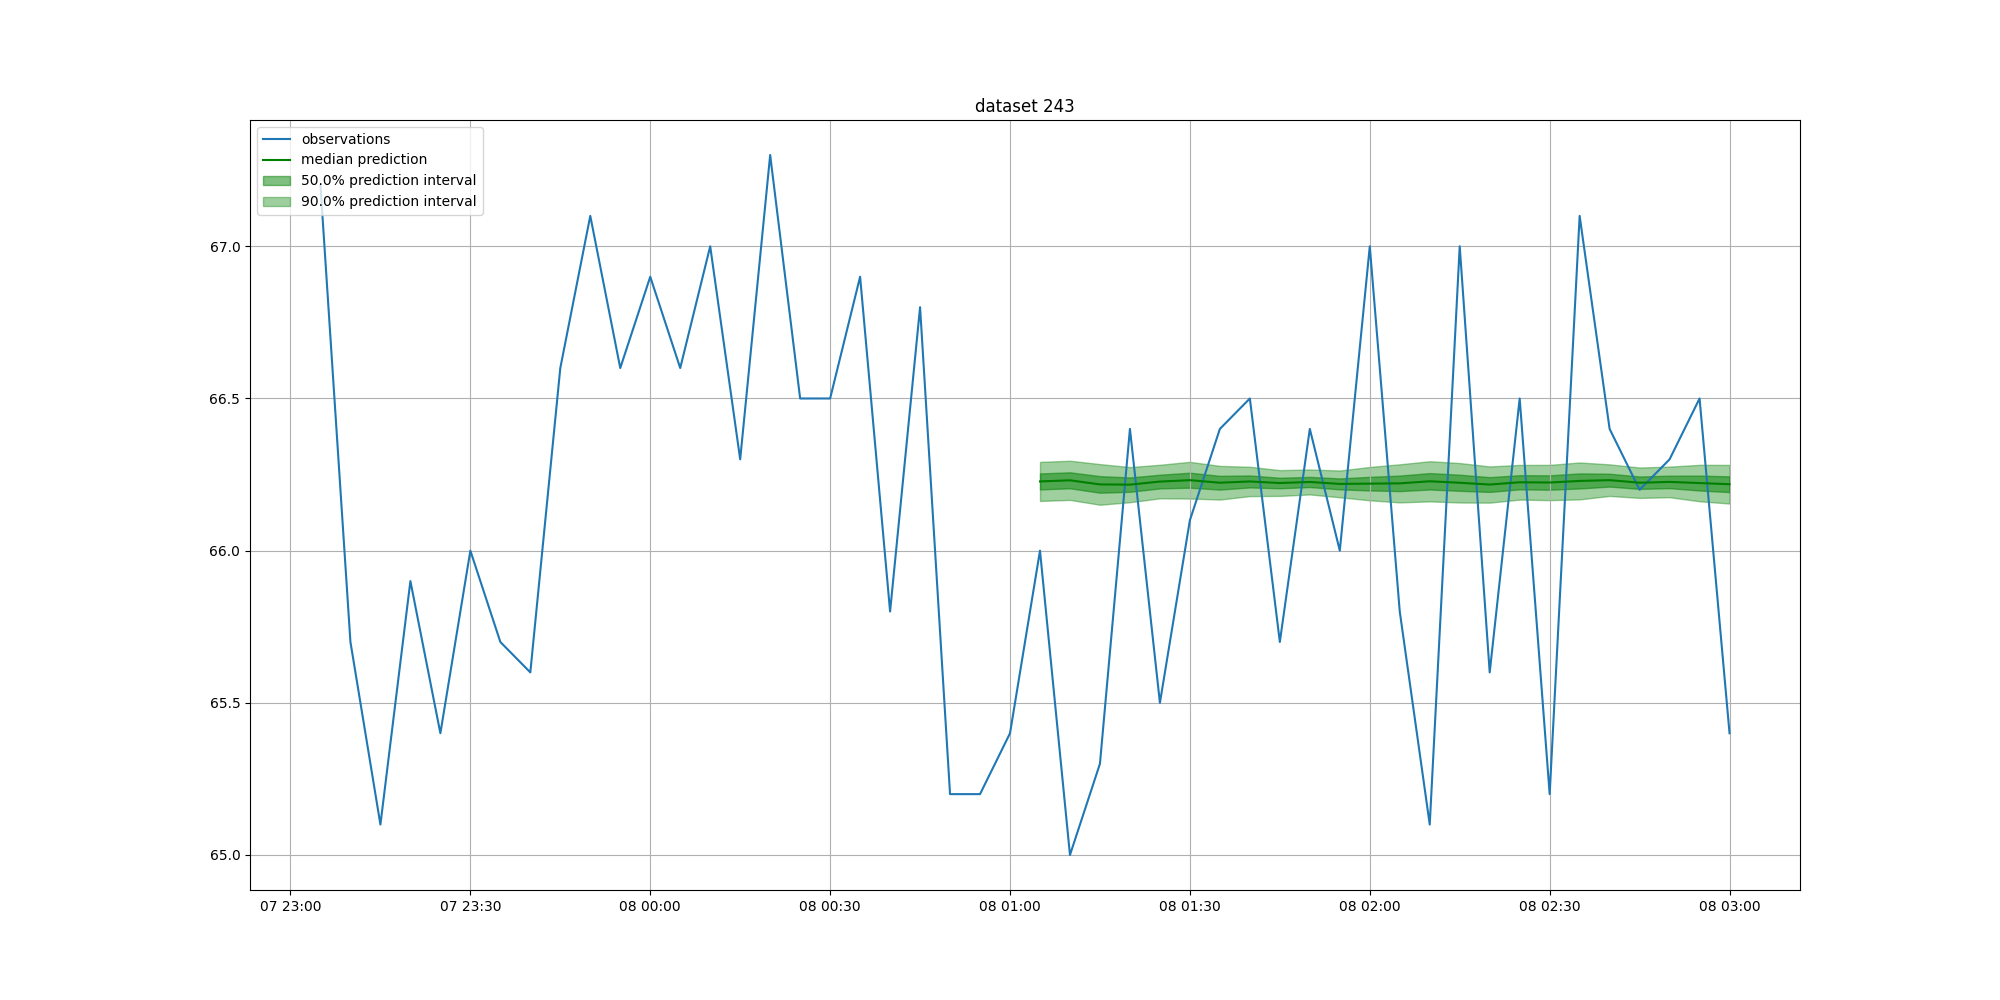 dataset 243
observations
median prediction
50.0% prediction interval
90.0% prediction interval
67.0
66.5
66.0
65.5
65.0
07 23:00 07 23:30 08 00:00 08 00:30 08 01:00 08 01:30 08 02:00 08 02:30 08 03:00